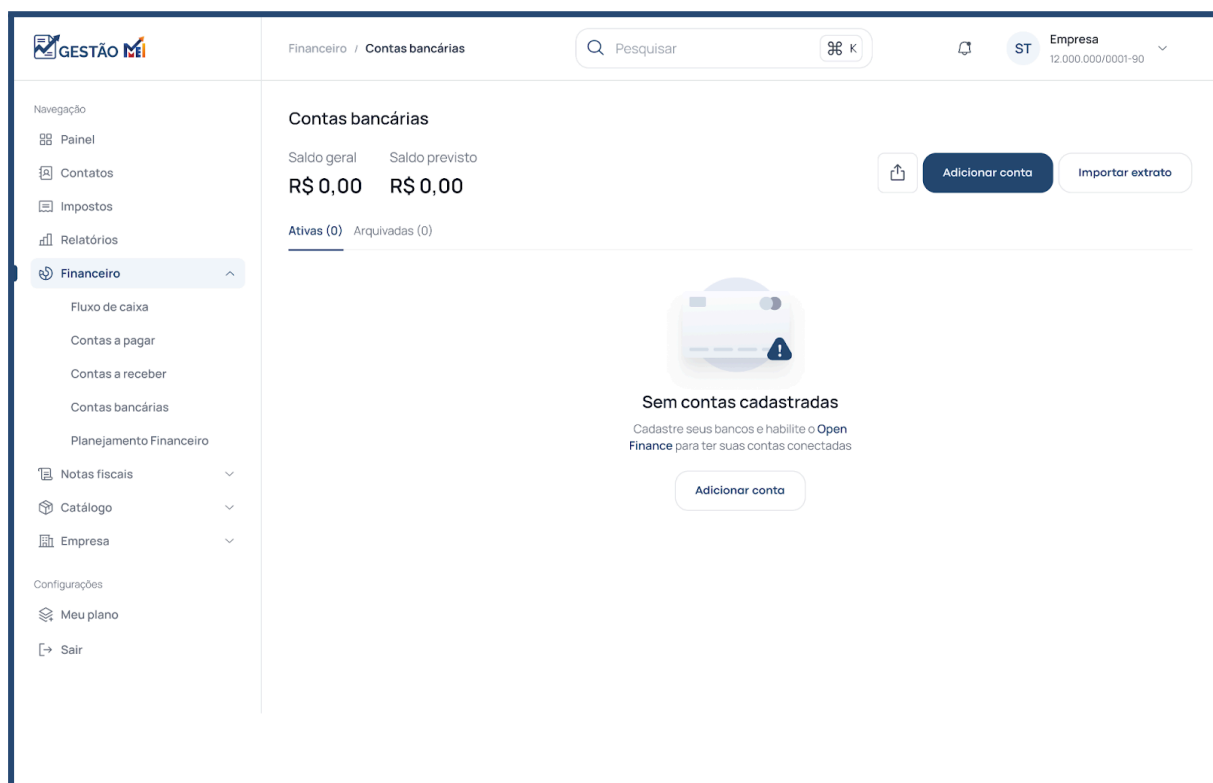 GESTÃO MEI
Financeiro / Contas bancárias
Pesquisar
⌘ K
ST
Empresa
12.000.000/0001-90
Navegação
Painel
Contatos
Impostos
Relatórios
Financeiro
Fluxo de caixa
Contas a pagar
Contas a receber
Contas bancárias
Planejamento Financeiro
Notas fiscais
Catálogo
Empresa
Configurações
Meu plano
Sair
Contas bancárias
Saldo geral Saldo previsto
R$ 0,00 R$ 0,00
Adicionar conta
Importar extrato
Ativas (0) Arquivadas (0)
Sem contas cadastradas
Cadastre seus bancos e habilite o Open
Finance para ter suas contas conectadas
Adicionar conta